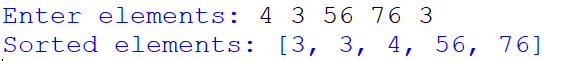 Enter elements: 4 3 56 76 3
Sorted elements: [3, 3, 4, 56, 76]